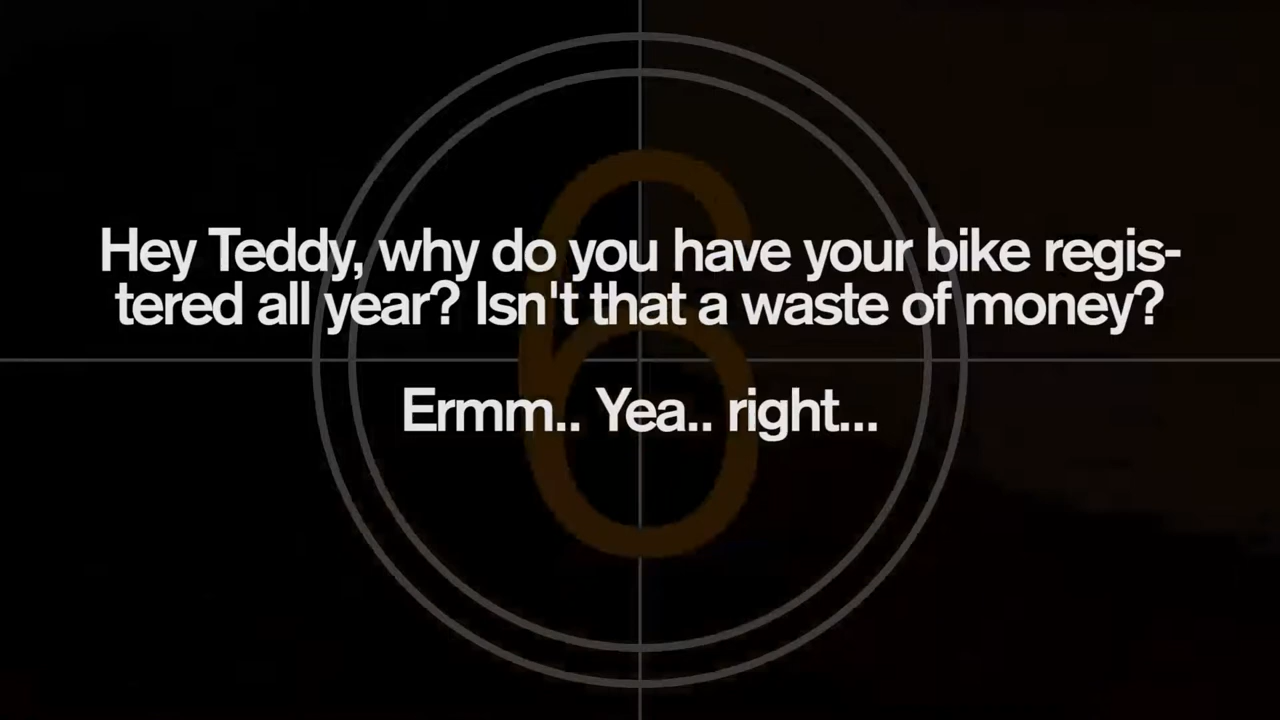 Hey Teddy, why do you have your bike regis-
tered all year? Isn't that a waste of money?
Ermm.. Yea.. right...
6